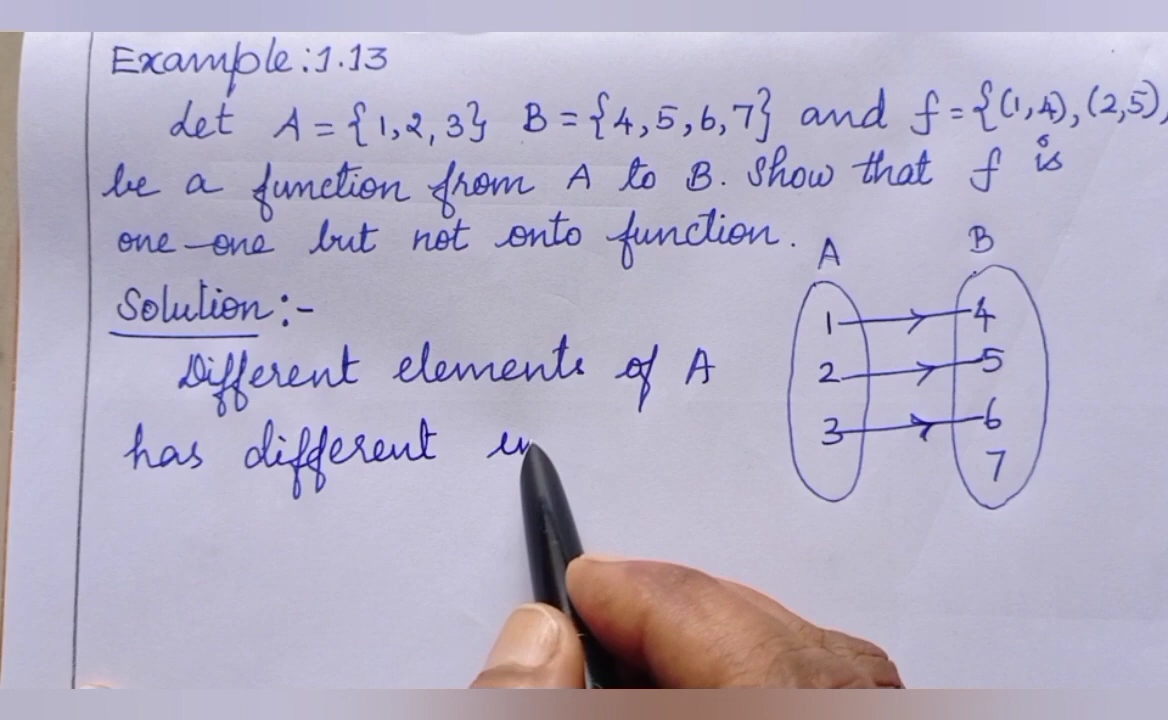 Example:1.13
Let A = {1,2,3} B = {4,5,6,7} and f = {(1,4),(2,5),
be a function from A to B. Show that f is
one-one but not onto function.
A B
Solution:-
1 4
2 5
3 6
7
Different elements of A
has different